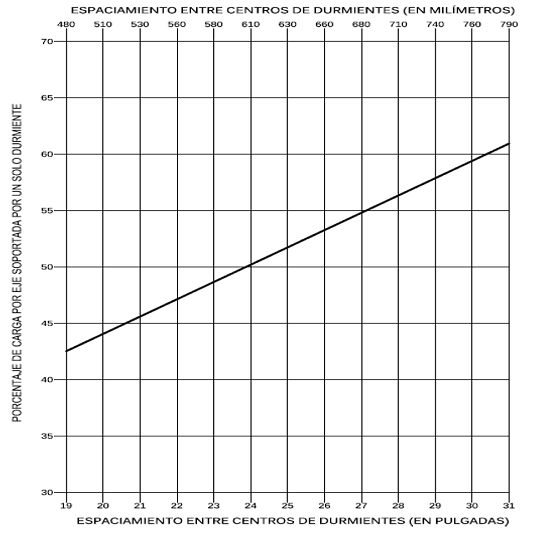 ESPACIAMIENTO ENTRE CENTROS DE DURMIENTES (EN MILÍMETROS)
480 510 530 560 580 610 630 660 680 710 740 760 790
PORCENTAJE DE CARGA POR EJE SOPORTADA POR UN SOLO DURMIENTE
70
65
60
55
50
45
40
35
30
19 20 21 22 23 24 25 26 27 28 29 30 31
ESPACIAMIENTO ENTRE CENTROS DE DURMIENTES (EN PULGADAS)